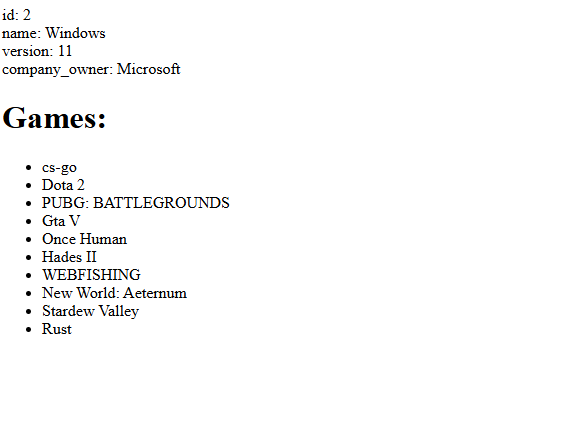 id: 2
name: Windows
version: 11
company_owner: Microsoft
Games:
cs-go
Dota 2
PUBG: BATTLEGROUNDS
Gta V
Once Human
Hades II
WEBFISHING
New World: Aeternum
Stardew Valley
Rust